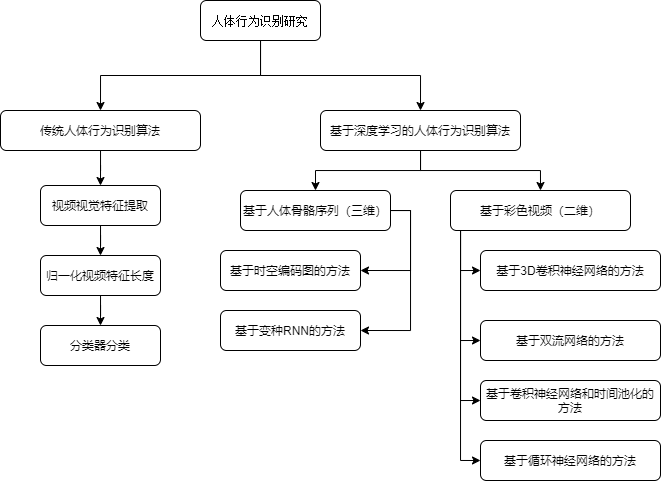 人体行为识别研究
传统人体行为识别算法
基于深度学习的人体行为识别算法
视频视觉特征提取
基于人体骨骼序列（三维）
基于彩色视频（二维）
归一化视频特征长度
基于时空编码图的方法
基于3D卷积神经网络的方法
分类器分类
基于变种RNN的方法
基于双流网络的方法
基于卷积神经网络和时间池化的
方法
基于循环神经网络的方法